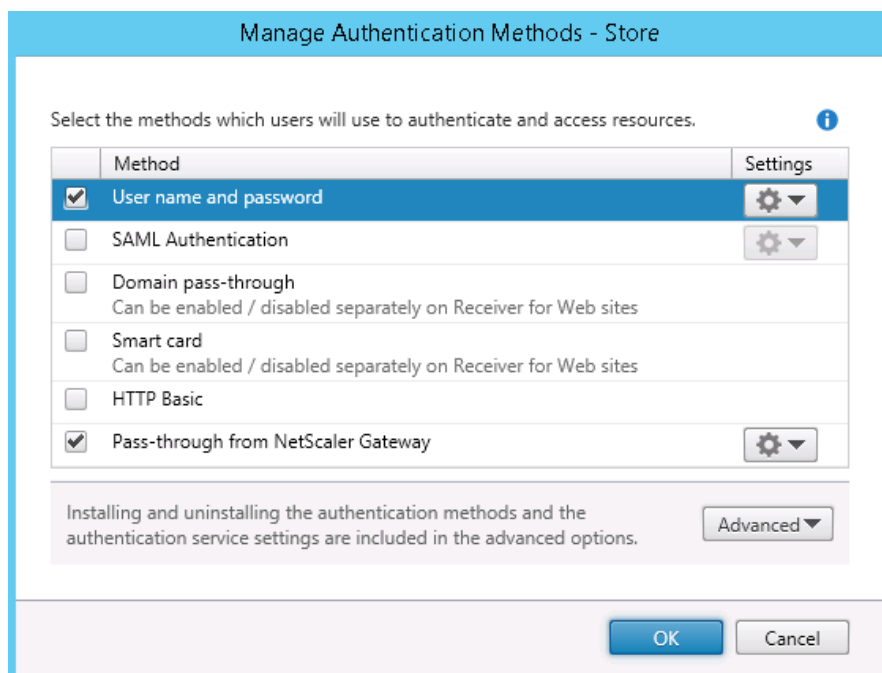 Manage Authentication Methods - Store
Select the methods which users will use to authenticate and access resources.
Method Settings
User name and password
SAML Authentication
Domain pass-through
Can be enabled / disabled separately on Receiver for Web sites
Smart card
Can be enabled / disabled separately on Receiver for Web sites
HTTP Basic
Pass-through from NetScaler Gateway
Installing and uninstalling the authentication methods and the
authentication service settings are included in the advanced options.
Advanced
OK Cancel